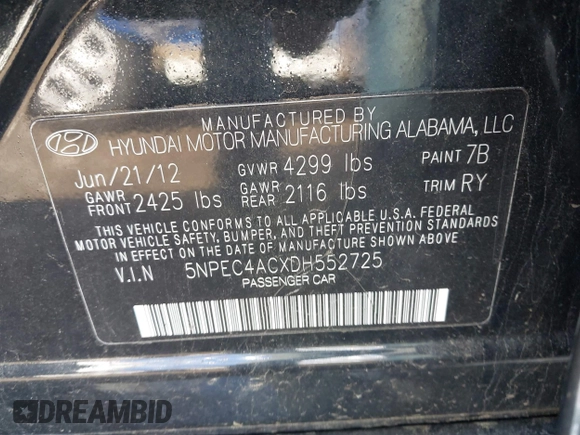 MANUFACTURED BY
HYUNDAI MOTOR MANUFACTURING ALABAMA, LLC
Jun/21/12 GVWR 4299 lbs PAINT 7B
GAWR FRONT 2425 lbs GAWR REAR 2116 lbs TRIM RY
THIS VEHICLE CONFORMS TO ALL APPLICABLE U.S.A. FEDERAL
MOTOR VEHICLE SAFETY, BUMPER, AND THEFT PREVENTION STANDARDS
IN EFFECT ON THE DATE OF MANUFACTURE SHOWN ABOVE.
V.I.N 5NPEC4ACXDH552725
PASSENGER CAR
DREAMBID